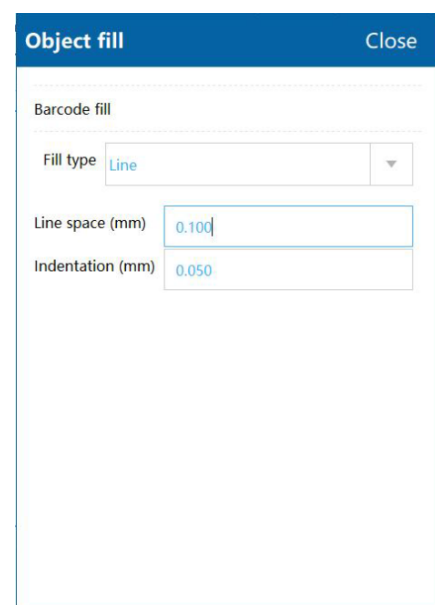 Object fill Close
Barcode fill
Fill type Line
Line space (mm) 0.100
Indentation (mm) 0.050